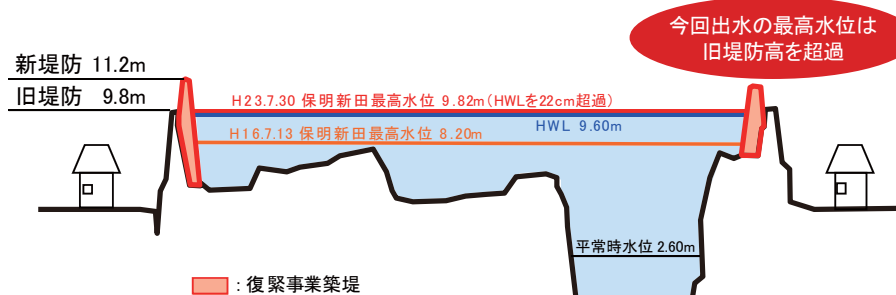 今回出水の最高水位は
旧堤防高を超過
新堤防 11.2m
旧堤防 9.8m
H23.7.30 保明新田最高水位 9.82m(HWLを22cm超過)
HWL 9.60m
H16.7.13 保明新田最高水位 8.20m
平常時水位 2.60m
：復緊事業築堤